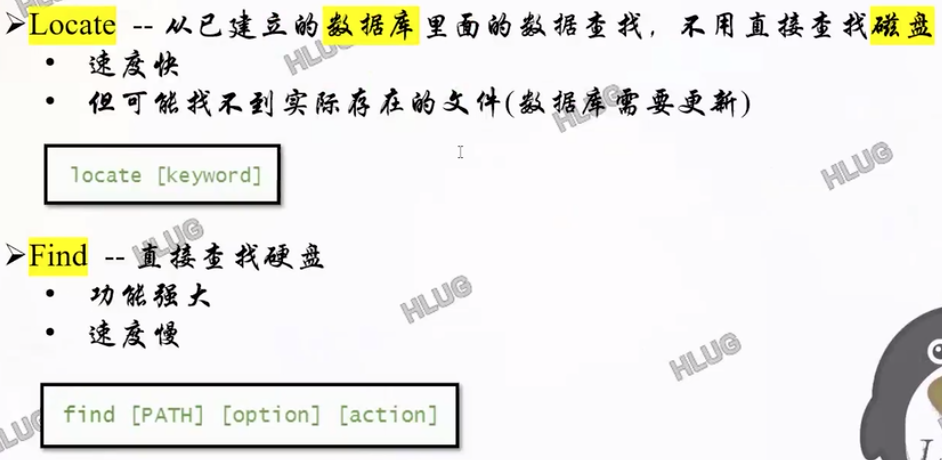 ➢Locate -- 从已建立的数据库里面的数据查找，不用直接查找磁盘
• 速度快
• 但可能找不到实际存在的文件(数据库需要更新)
locate [keyword]
➢Find -- 直接查找硬盘
• 功能强大
• 速度慢
find [PATH] [option] [action]
HLUG
HLUG
HLUG
HLUG
HLUG
HLUG
HLUG